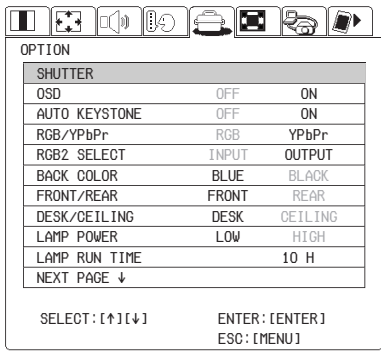 OPTION
SHUTTER
OSD OFF ON
AUTO KEYSTONE OFF ON
RGB/YPbPr RGB YPbPr
RGB2 SELECT INPUT OUTPUT
BACK COLOR BLUE BLACK
FRONT/REAR FRONT REAR
DESK/CEILING DESK CEILING
LAMP POWER LOW HIGH
LAMP RUN TIME 10 H
NEXT PAGE ↓
SELECT:[↑][↓] ENTER:[ENTER]
ESC:[MENU]